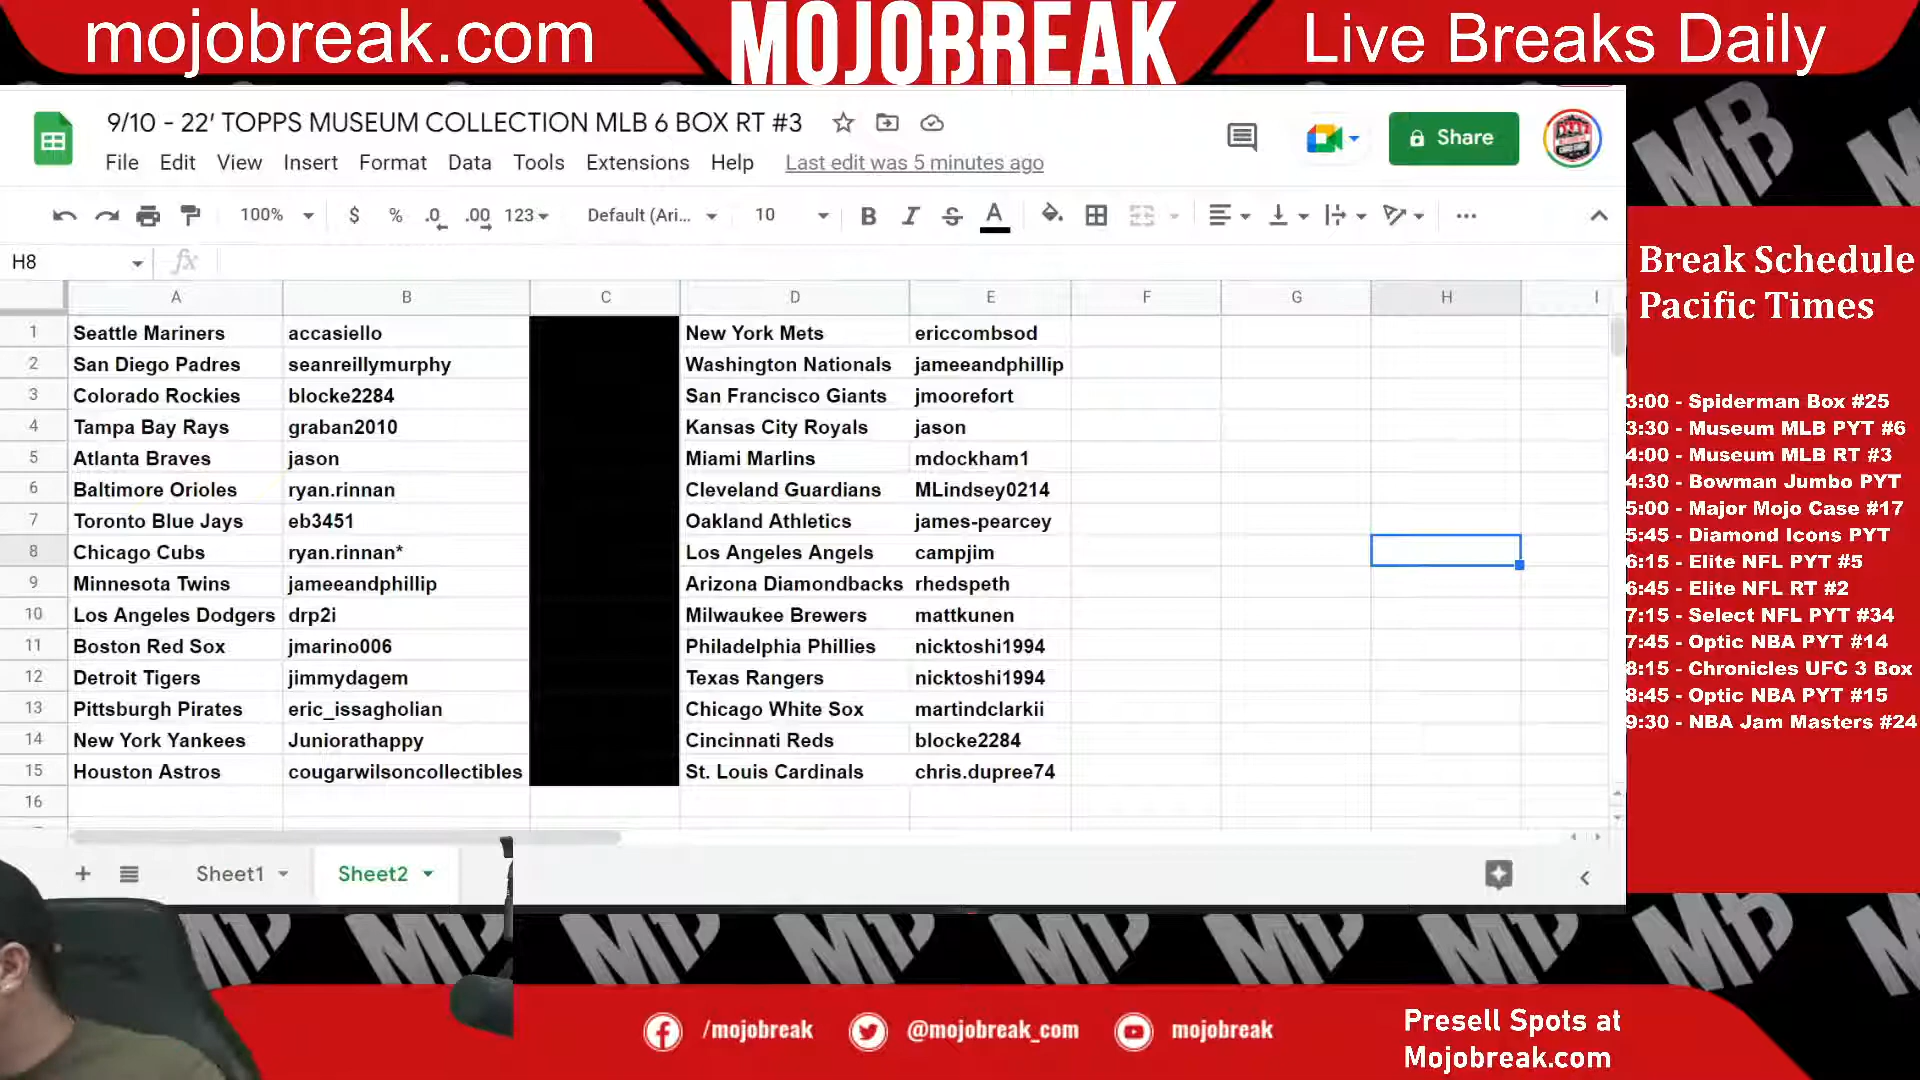 mojobreak.com
MOJOBREAK
Live Breaks Daily
9/10 - 22' TOPPS MUSEUM COLLECTION MLB 6 BOX RT #3
Share
File Edit View Insert Format Data Tools Extensions Help Last edit was 5 minutes ago
100% $ % .0 .00 123 Default (Ari... 10 B I S A
H8 fx
A B C D E F G H I
1 Seattle Mariners accasiello New York Mets ericcombsod
2 San Diego Padres seanreillymurphy Washington Nationals jameeandphillip
3 Colorado Rockies blocke2284 San Francisco Giants jmoorefort
4 Tampa Bay Rays graban2010 Kansas City Royals jason
5 Atlanta Braves jason Miami Marlins mdockham1
6 Baltimore Orioles ryan.rinnan Cleveland Guardians MLindsey0214
7 Toronto Blue Jays eb3451 Oakland Athletics james-pearcey
8 Chicago Cubs ryan.rinnan* Los Angeles Angels campjim
9 Minnesota Twins jameeandphillip Arizona Diamondbacks rhedspeth
10 Los Angeles Dodgers drp2i Milwaukee Brewers mattkunen
11 Boston Red Sox jmarino006 Philadelphia Phillies nicktoshi1994
12 Detroit Tigers jimmydagem Texas Rangers nicktoshi1994
13 Pittsburgh Pirates eric_issagholian Chicago White Sox martindclarkii
14 New York Yankees Juniorathappy Cincinnati Reds blocke2284
15 Houston Astros cougarwilsoncollectibles St. Louis Cardinals chris.dupree74
16
Sheet1 Sheet2
Break Schedule
Pacific Times
3:00 - Spiderman Box #25
3:30 - Museum MLB PYT #6
4:00 - Museum MLB RT #3
4:30 - Bowman Jumbo PYT
5:00 - Major Mojo Case #17
5:45 - Diamond Icons PYT
6:15 - Elite NFL PYT #5
6:45 - Elite NFL RT #2
7:15 - Select NFL PYT #34
7:45 - Optic NBA PYT #14
8:15 - Chronicles UFC 3 Box
8:45 - Optic NBA PYT #15
9:30 - NBA Jam Masters #24
/mojobreak @mojobreak_com mojobreak
Presell Spots at
Mojobreak.com